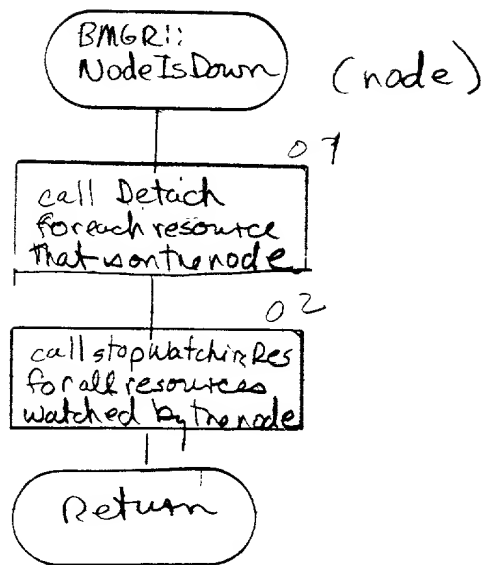 BMGR::
NodeIsDown
(node)
01
call Detach
foreach resource
that is on the node
02
call stopWatchingRes
for all resources
watched by the node
Return